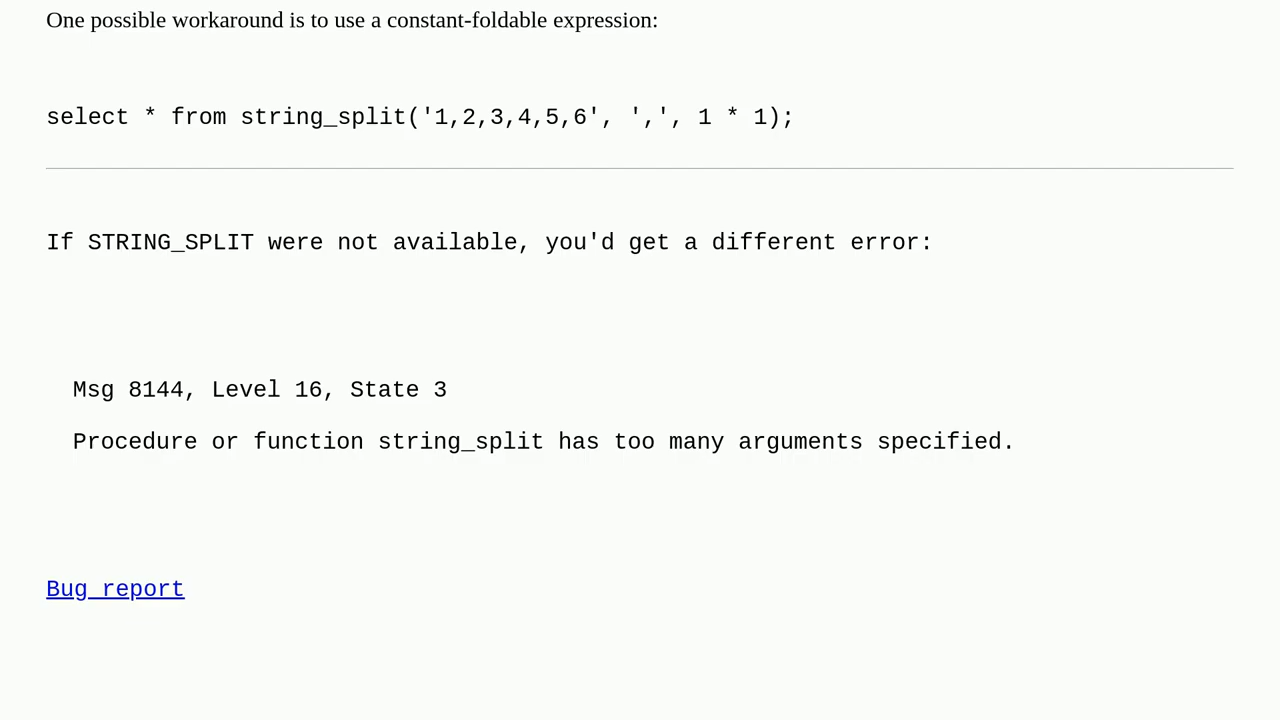 One possible workaround is to use a constant-foldable expression:
select * from string_split('1,2,3,4,5,6', ',', 1 * 1);
If STRING_SPLIT were not available, you'd get a different error:
Msg 8144, Level 16, State 3
Procedure or function string_split has too many arguments specified.
Bug report